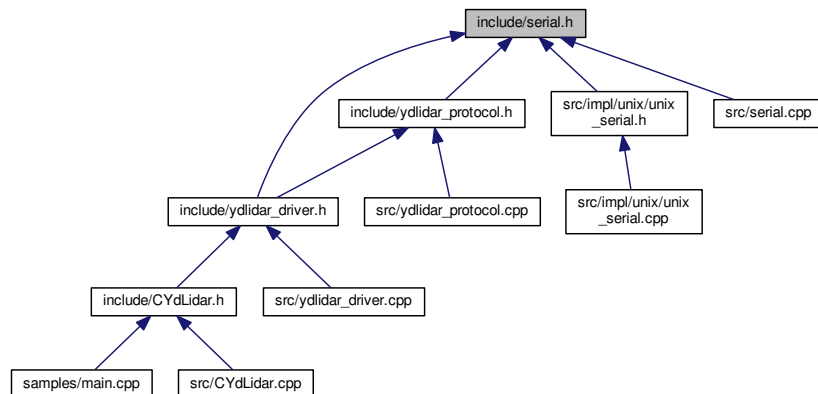 include/serial.h
include/ydlidar_protocol.h
src/impl/unix/unix
_serial.h
src/serial.cpp
include/ydlidar_driver.h
src/ydlidar_protocol.cpp
src/impl/unix/unix
_serial.cpp
include/CYdLidar.h
src/ydlidar_driver.cpp
samples/main.cpp
src/CYdLidar.cpp